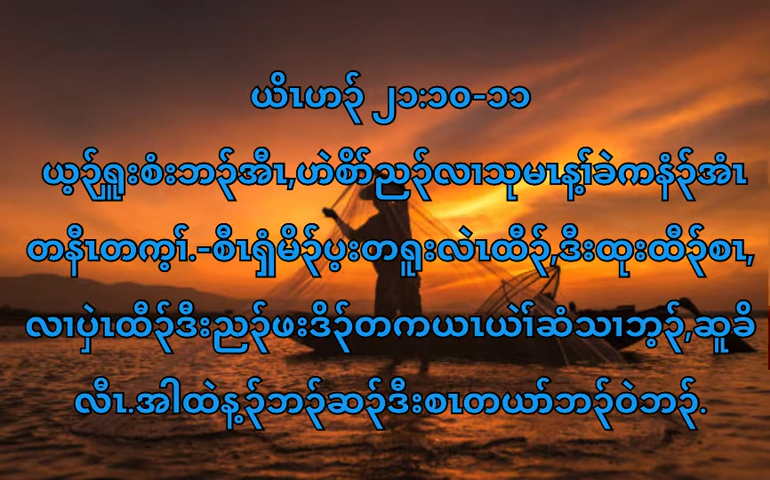 ယိၤဟၣ် ၂၁:၁၀-၁၁
ယ့ၣ်ရှူးစံးဘၣ်အီၤ,ဟဲစိာ်ညၣ်လၢသုမၤန့ၢ်ခဲကနံၣ်အံၤ
တနီၤတက့ၢ်.-စီၤရှံမိၣ်ပ့းတရူးလဲၤထီၣ်,ဒီးထုးထီၣ်စၤ,
လၢပှဲၤထီၣ်ဒီးညၣ်ဖးဒိၣ်တကယၤယဲၢ်ဆံသၢဘ့ၣ်,ဆူခိ
လီၤ.အါထဲန့ၣ်ဘၣ်ဆၣ်ဒီးစၤတယာ်ဘၣ်ဝဲဘၣ်.